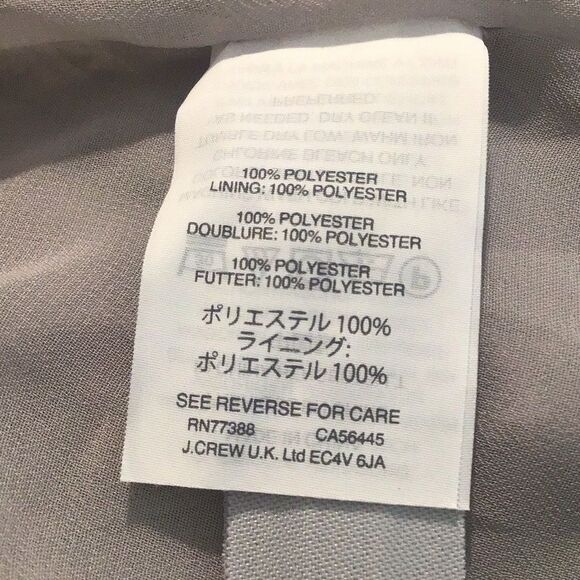 100% POLYESTER
LINING: 100% POLYESTER
100% POLYESTER
DOUBLURE: 100% POLYESTER
100% POLYESTER
FUTTER: 100% POLYESTER
ポリエステル 100%
ライニング:
ポリエステル 100%
SEE REVERSE FOR CARE
RN77388 CA56445
J.CREW U.K. Ltd EC4V 6JA